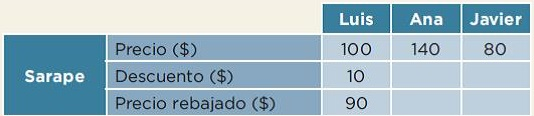 Luis Ana Javier
Sarape Precio ($) 100 140 80
Descuento ($) 10
Precio rebajado ($) 90